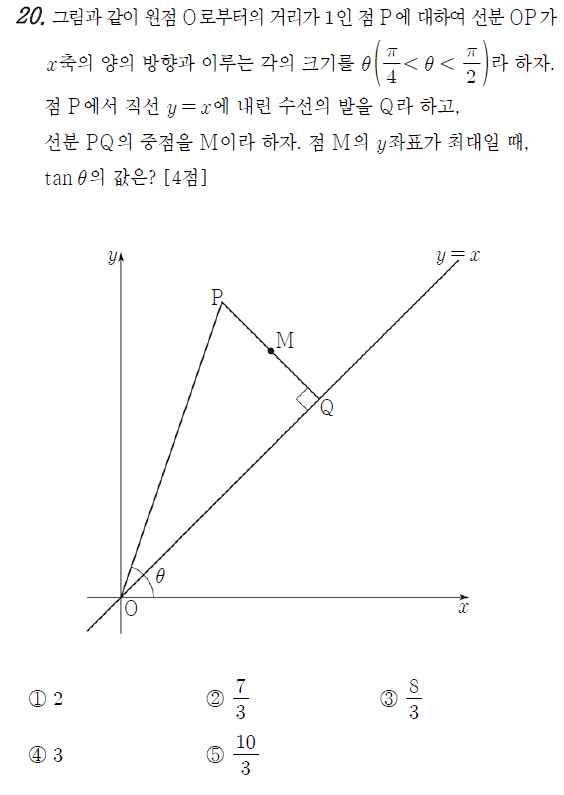 20. 그림과 같이 원점 O로부터의 거리가 1인 점 P에 대하여 선분 OP가
x축의 양의 방향과 이루는 각의 크기를 θ(π/4 < θ < π/2)라 하자.
점 P에서 직선 y=x에 내린 수선의 발을 Q라 하고,
선분 PQ의 중점을 M이라 하자. 점 M의 y좌표가 최대일 때,
tan θ의 값은? [4점]
y
y=x
P
M
Q
θ
O
x
① 2 ② 7/3 ③ 8/3
④ 3 ⑤ 10/3